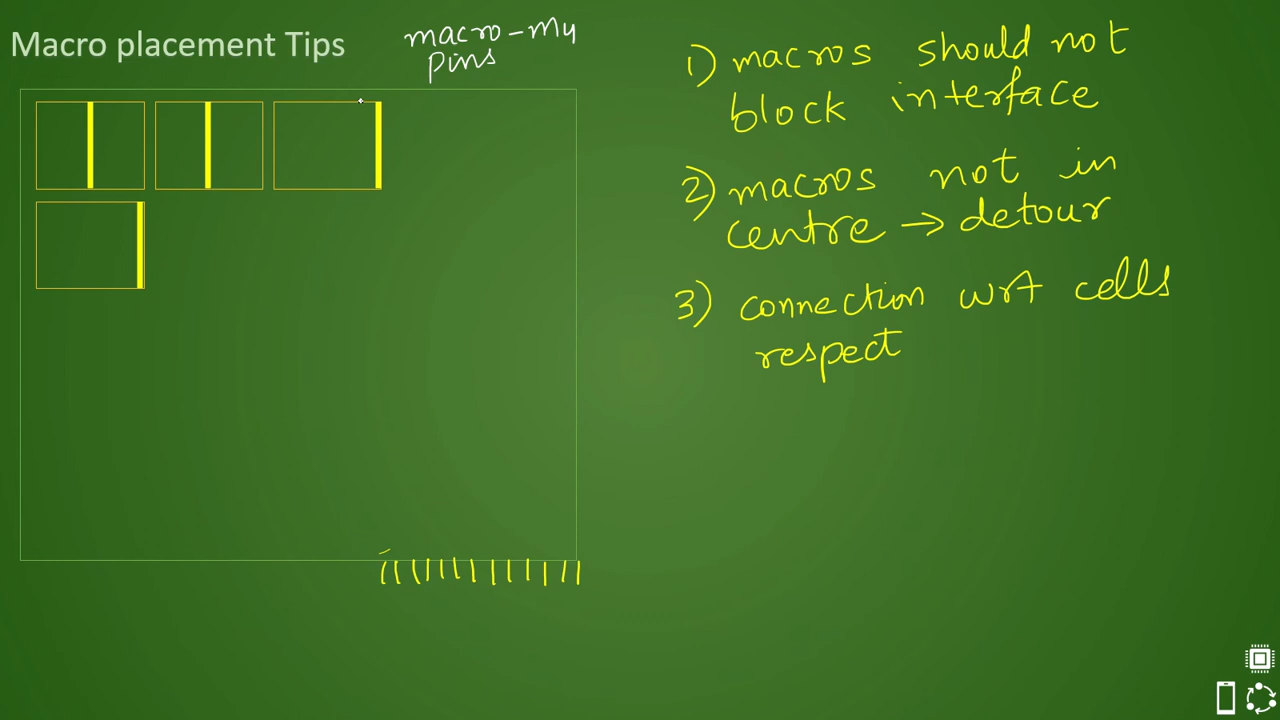 Macro placement Tips
macro - M4
pins
1) macros should not
block interface
2) macros not in
centre → detour
3) connection wrt cells
respect